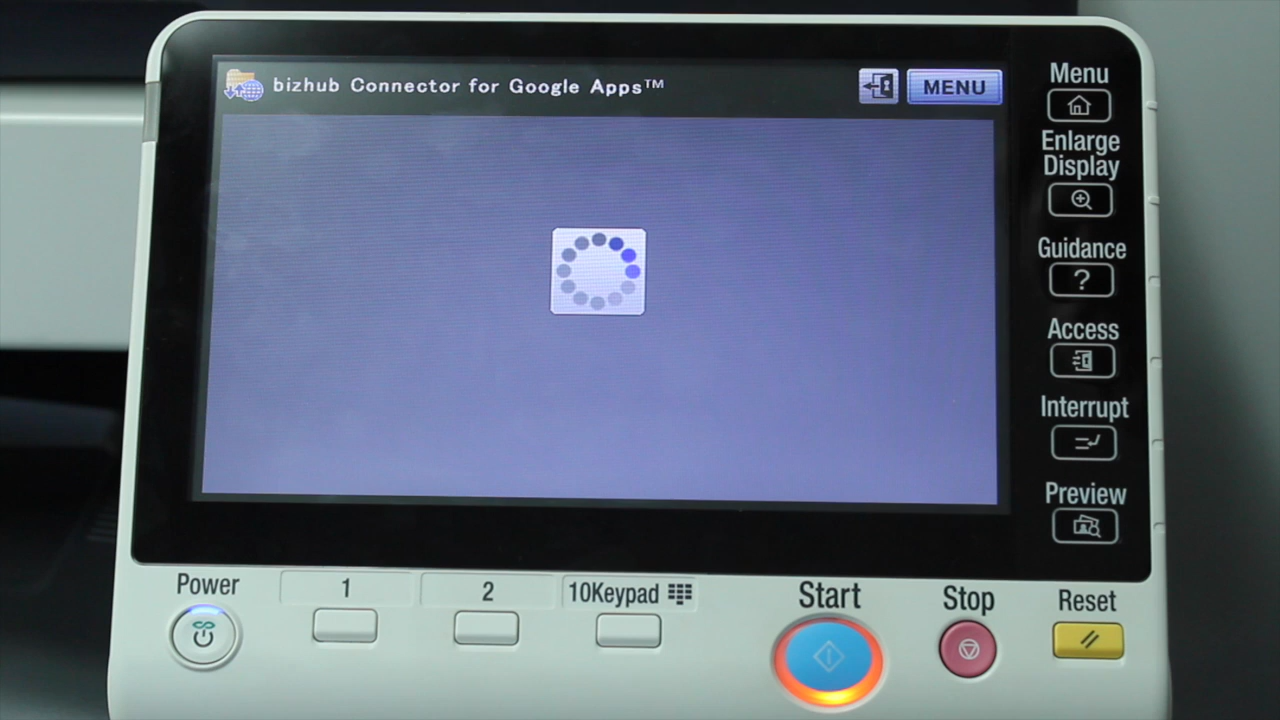 bizhub Connector for Google Apps™
MENU
Menu
Enlarge
Display
Guidance
?
Access
Interrupt
Preview
Power
1
2
10Keypad
Start
Stop
Reset